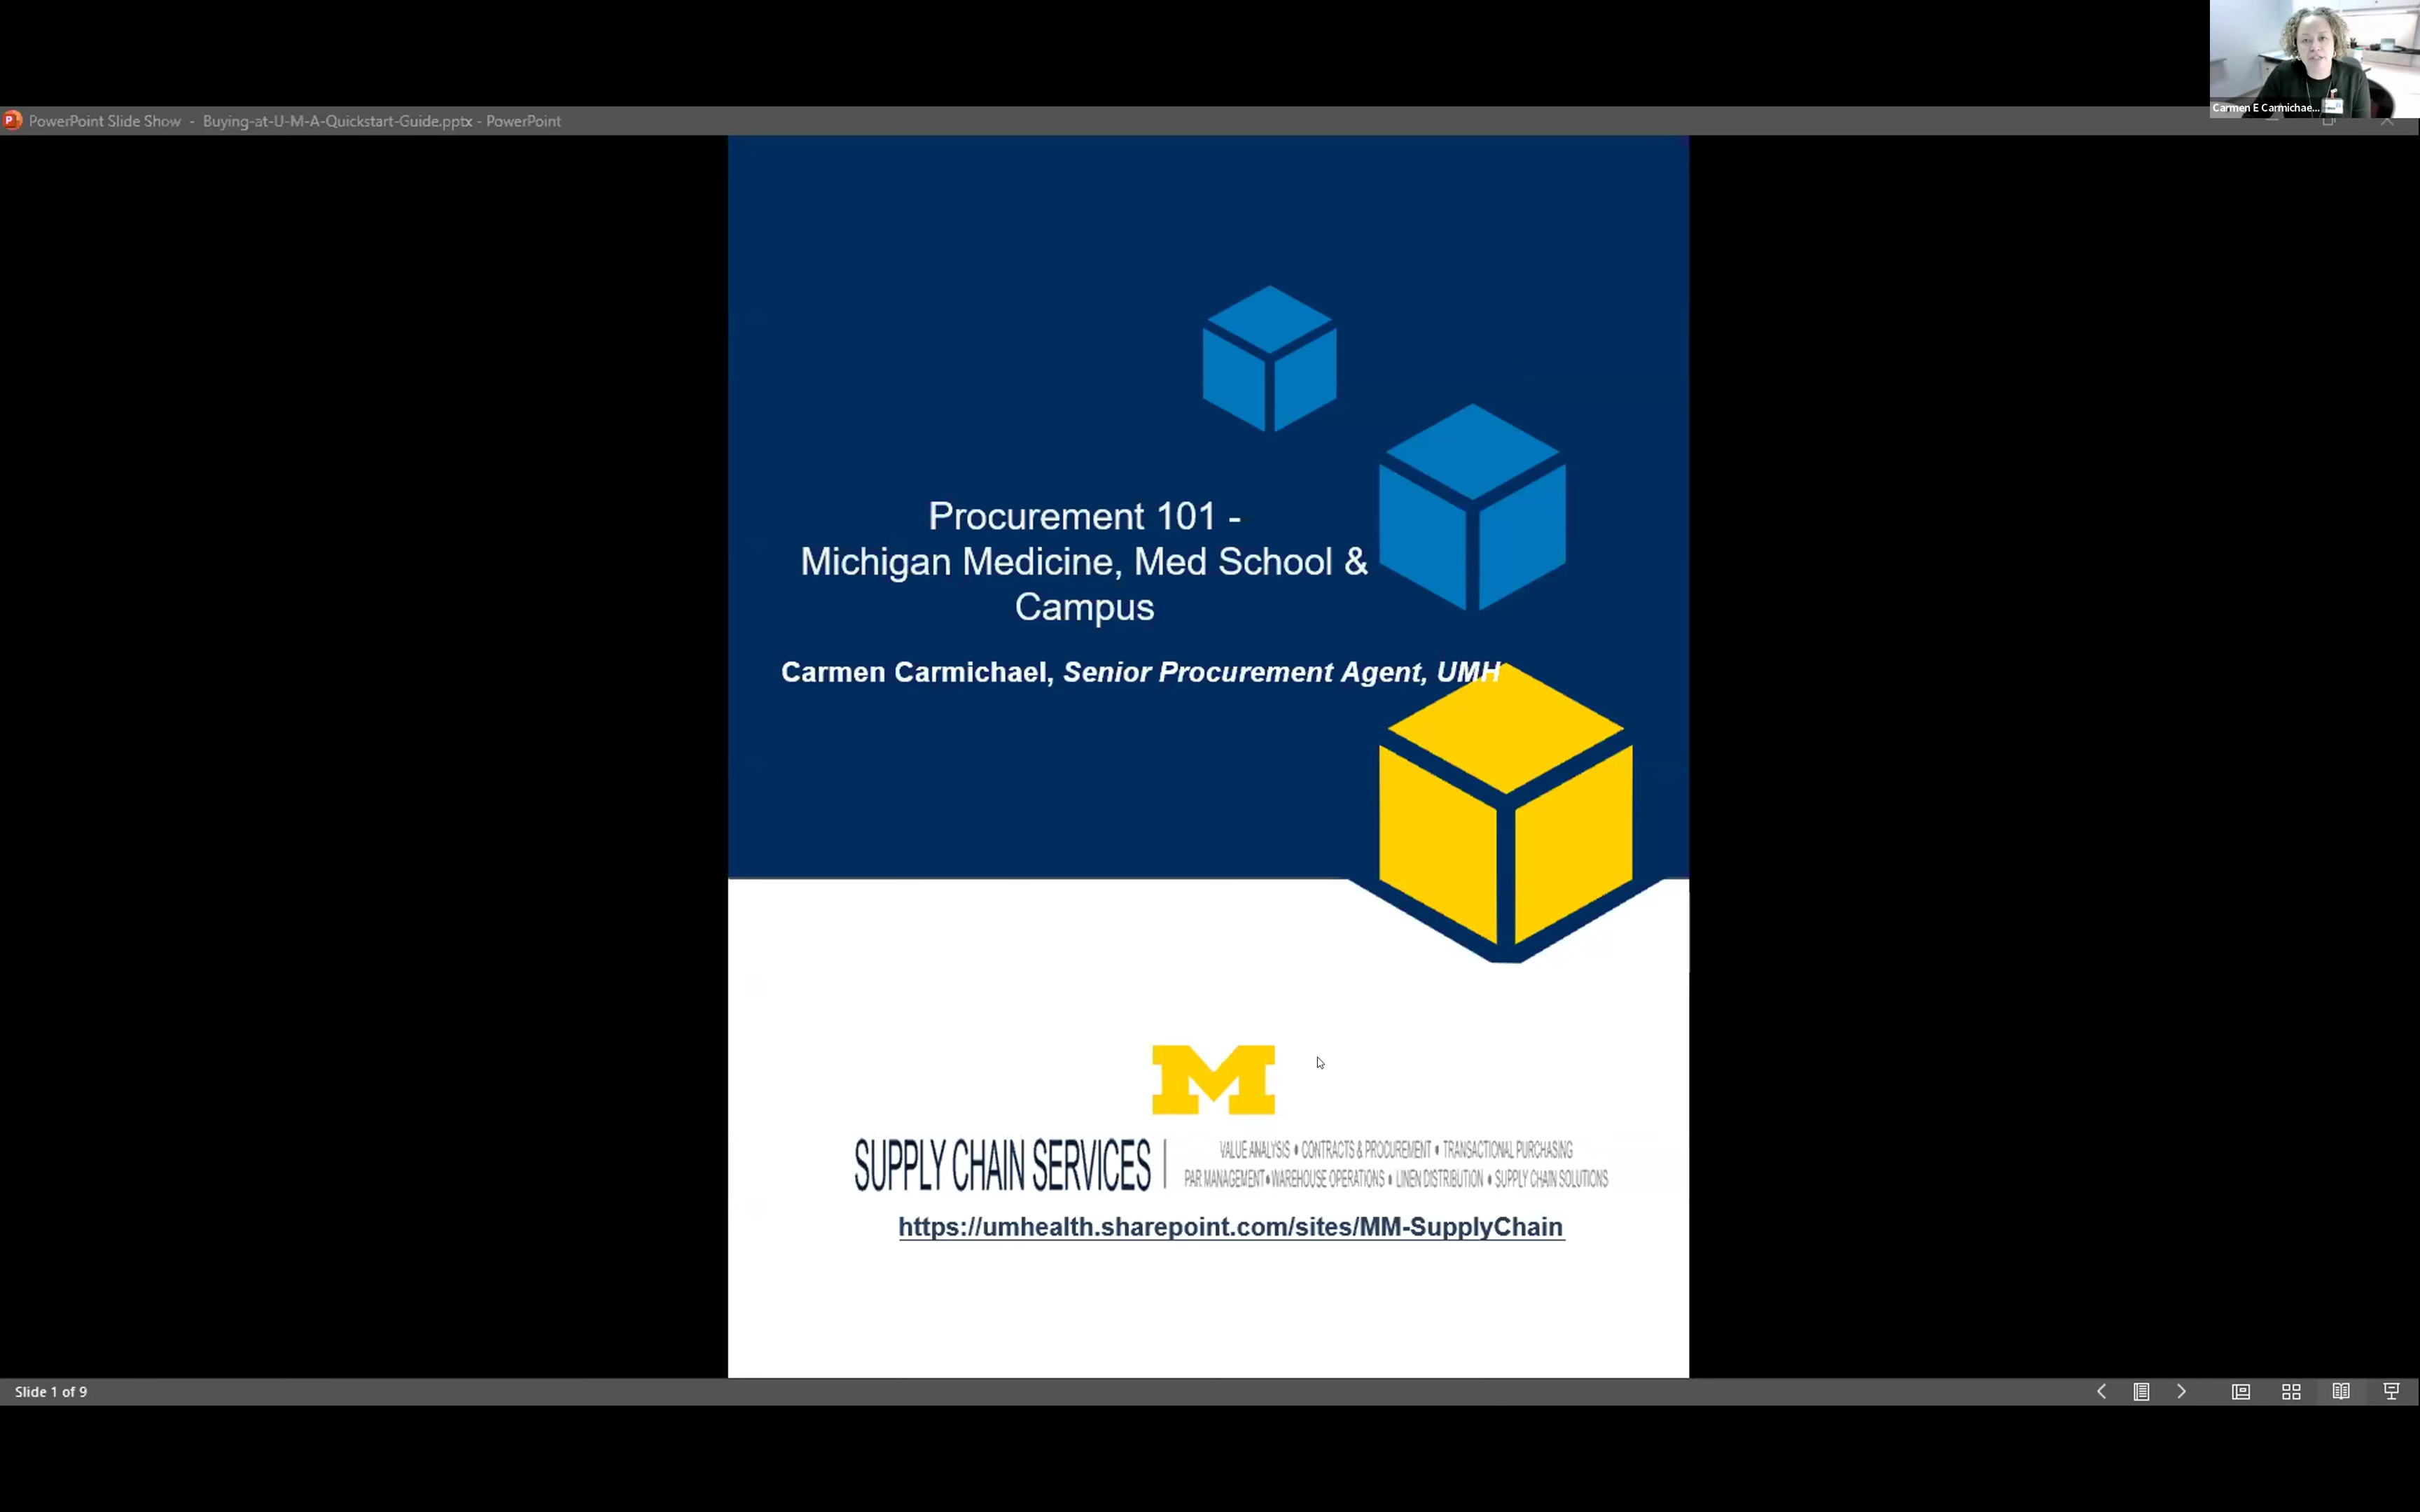 Carmen E Carmichae...
PowerPoint Slide Show - Buying-at-U-M-A-Quickstart-Guide.pptx - PowerPoint
Procurement 101 -
Michigan Medicine, Med School &
Campus
Carmen Carmichael, Senior Procurement Agent, UMH
M
SUPPLY CHAIN SERVICES
VALUE ANALYSIS • CONTRACTS & PROCUREMENT • TRANSACTIONAL PURCHASING
PAR MANAGEMENT•WAREHOUSE OPERATIONS • LINEN DISTRIBUTION • SUPPLY CHAIN SOLUTIONS
https://umhealth.sharepoint.com/sites/MM-SupplyChain
Slide 1 of 9